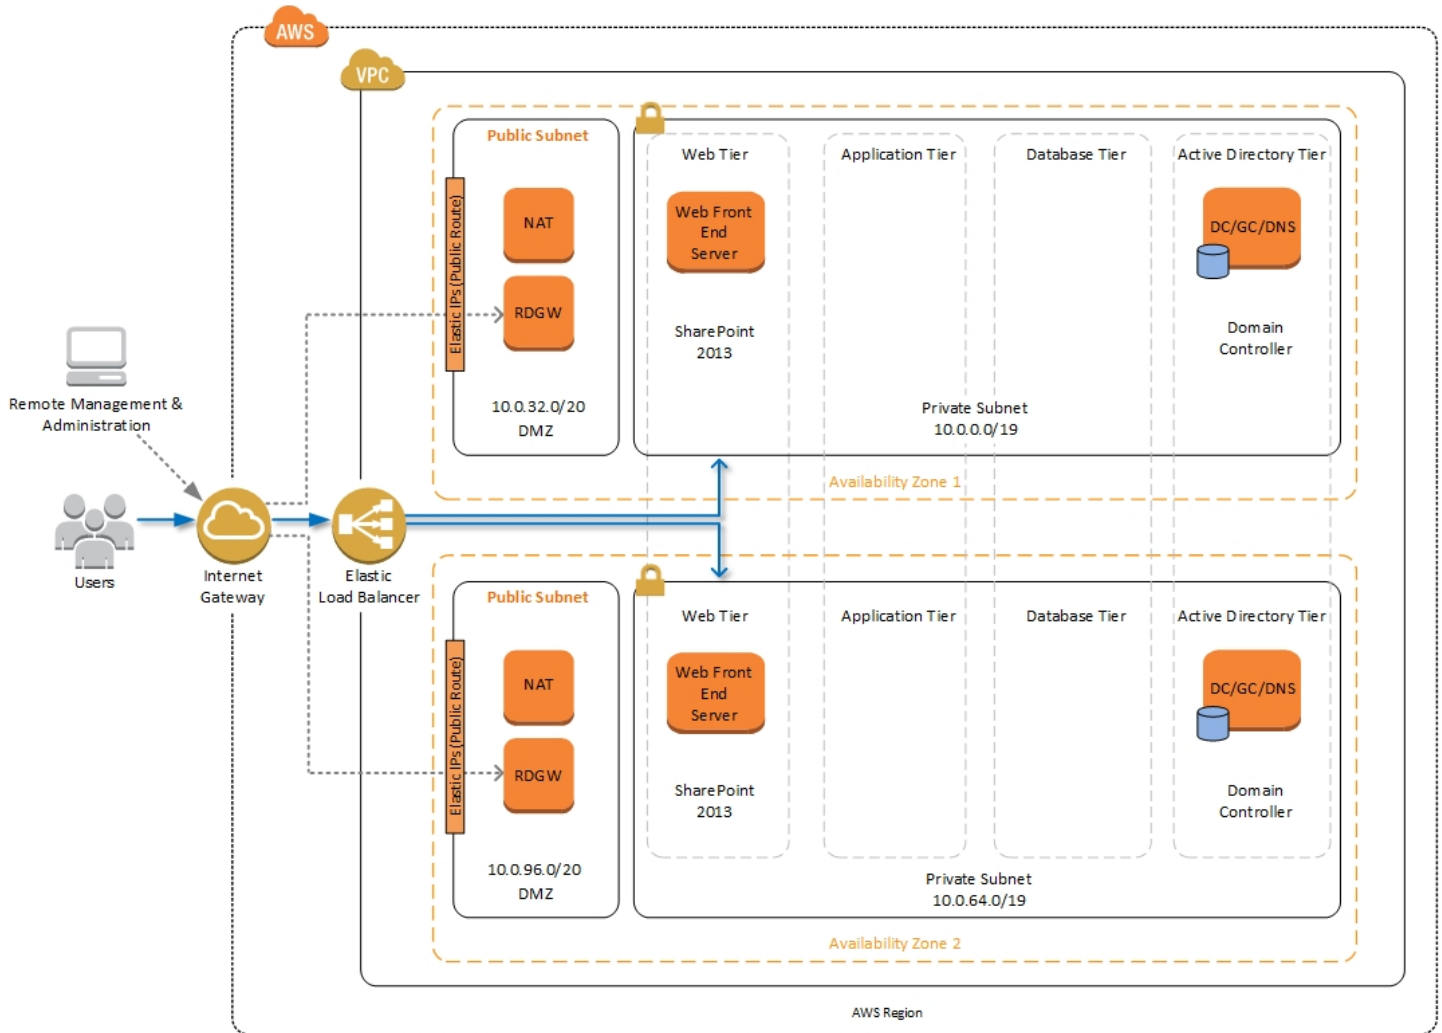 AWS
VPC
Public Subnet
Elastic IPs (Public Route)
NAT
RDGW
10.0.32.0/20
DMZ
Web Tier
Application Tier
Database Tier
Active Directory Tier
Web Front
End
Server
DC/GC/DNS
SharePoint
2013
Domain
Controller
Private Subnet
10.0.0.0/19
Availability Zone 1
Remote Management &
Administration
Users
Internet
Gateway
Elastic
Load Balancer
Public Subnet
Elastic IPs (Public Route)
NAT
RDGW
10.0.96.0/20
DMZ
Web Tier
Application Tier
Database Tier
Active Directory Tier
Web Front
End
Server
DC/GC/DNS
SharePoint
2013
Domain
Controller
Private Subnet
10.0.64.0/19
Availability Zone 2
AWS Region